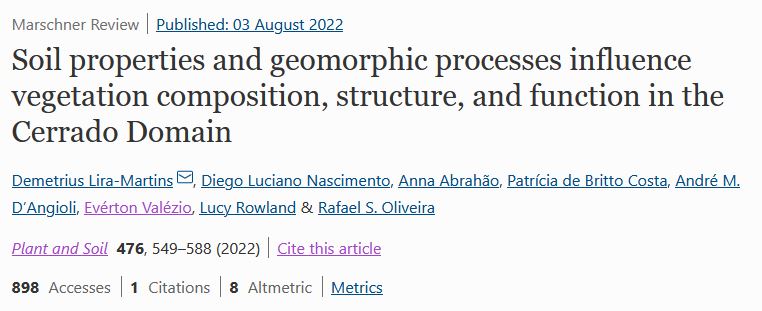 Marschner Review | Published: 03 August 2022
Soil properties and geomorphic processes influence
vegetation composition, structure, and function in the
Cerrado Domain
Demetrius Lira-Martins, Diego Luciano Nascimento, Anna Abrahão, Patrícia de Britto Costa, André M.
D’Angioli, Evérton Valézio, Lucy Rowland & Rafael S. Oliveira
Plant and Soil 476, 549–588 (2022) | Cite this article
898 Accesses | 1 Citations | 8 Altmetric | Metrics